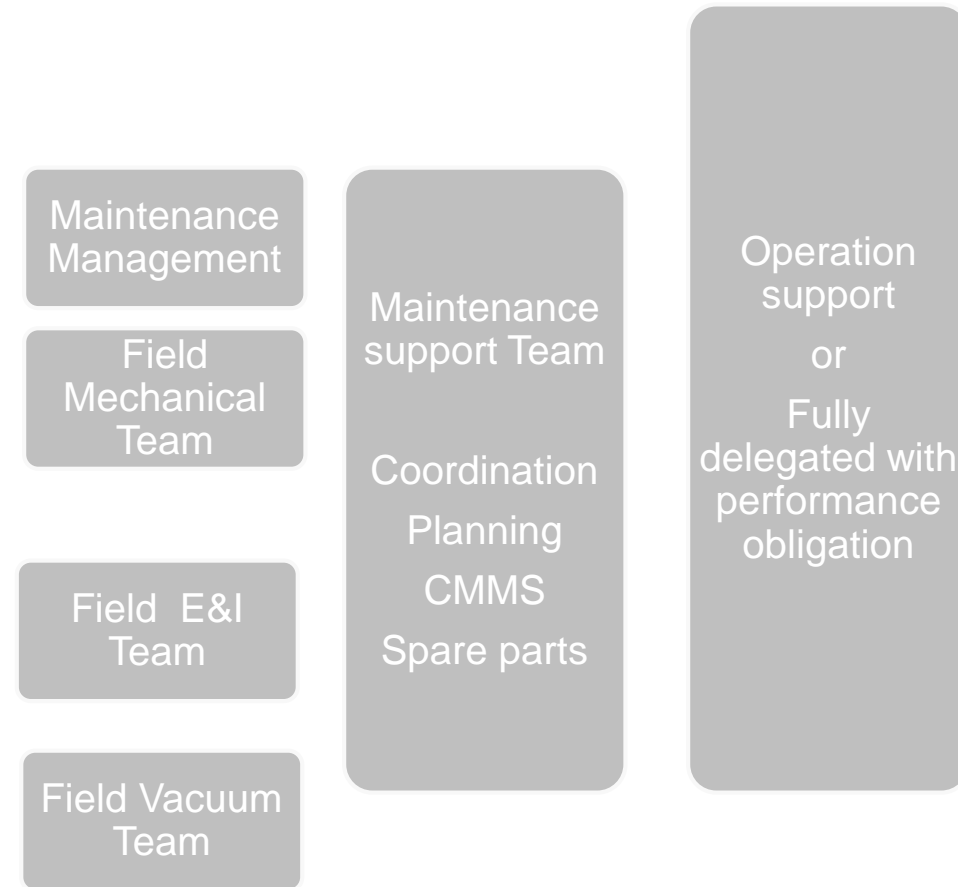 Maintenance
Management
Field
Mechanical
Team
Field E&I
Team
Field Vacuum
Team
Maintenance
support Team
Coordination
Planning
CMMS
Spare parts
Operation
support
or
Fully
delegated with
performance
obligation